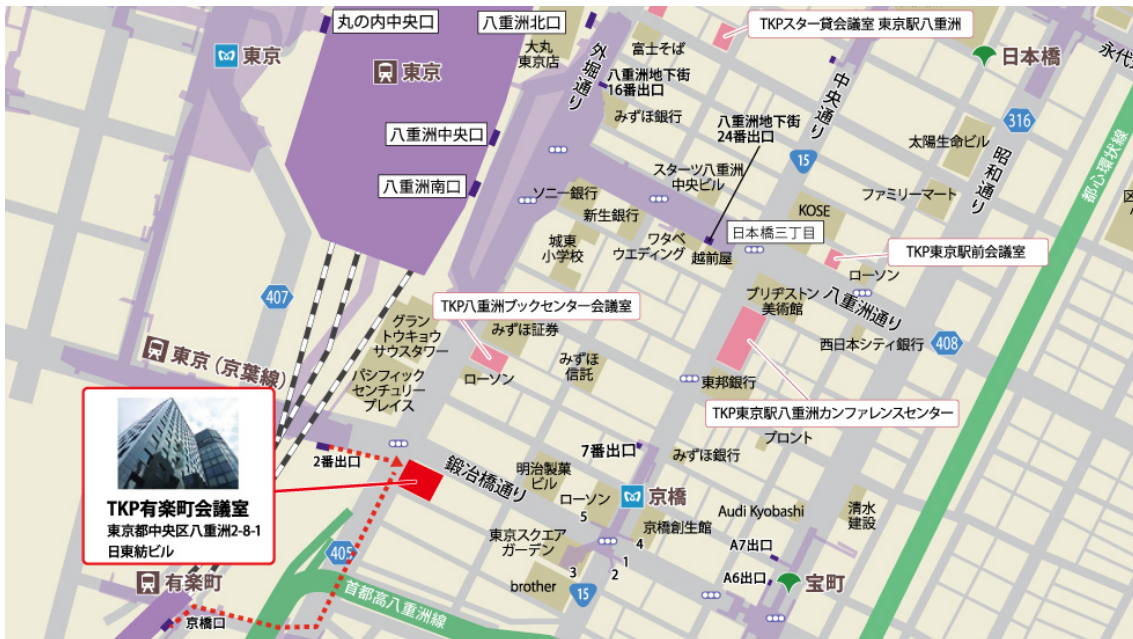 丸の内中央口
八重洲北口
TKPスター貸会議室 東京駅八重洲
東京
東京
大丸
東京店
外堀通り
富士そば
八重洲地下街
16番出口
みずほ銀行
中央通り
日本橋
316
八重洲中央口
八重洲地下街
24番出口
15
太陽生命ビル
昭和通り
都心環状線
八重洲南口
ソニー銀行
スターツ八重洲
中央ビル
ファミリーマート
新生銀行
KOSE
城東
小学校
ワタベ
ウエディング
越前屋
日本橋三丁目
TKP東京駅前会議室
ローソン
407
TKP八重洲ブックセンター会議室
ブリヂストン
美術館
八重洲通り
グラン
トウキョウ
サウスタワー
みずほ証券
西日本シティ銀行
408
東京(京葉線)
パシフィック
センチュリー
プレイス
ローソン
みずほ
信託
東邦銀行
TKP東京駅八重洲カンファレンスセンター
ブロント
2番出口
鍛冶橋通り
7番出口
みずほ銀行
明治製菓
ビル
TKP有楽町会議室
東京都中央区八重洲2-8-1
日東紡ビル
ローソン
5
京橋
Audi Kyobashi
清水
建設
京橋創生館
4
東京スクエア
ガーデン
1
2
3
405
A7出口
有楽町
brother
15
A6出口
宝町
首都高八重洲線
京橋口